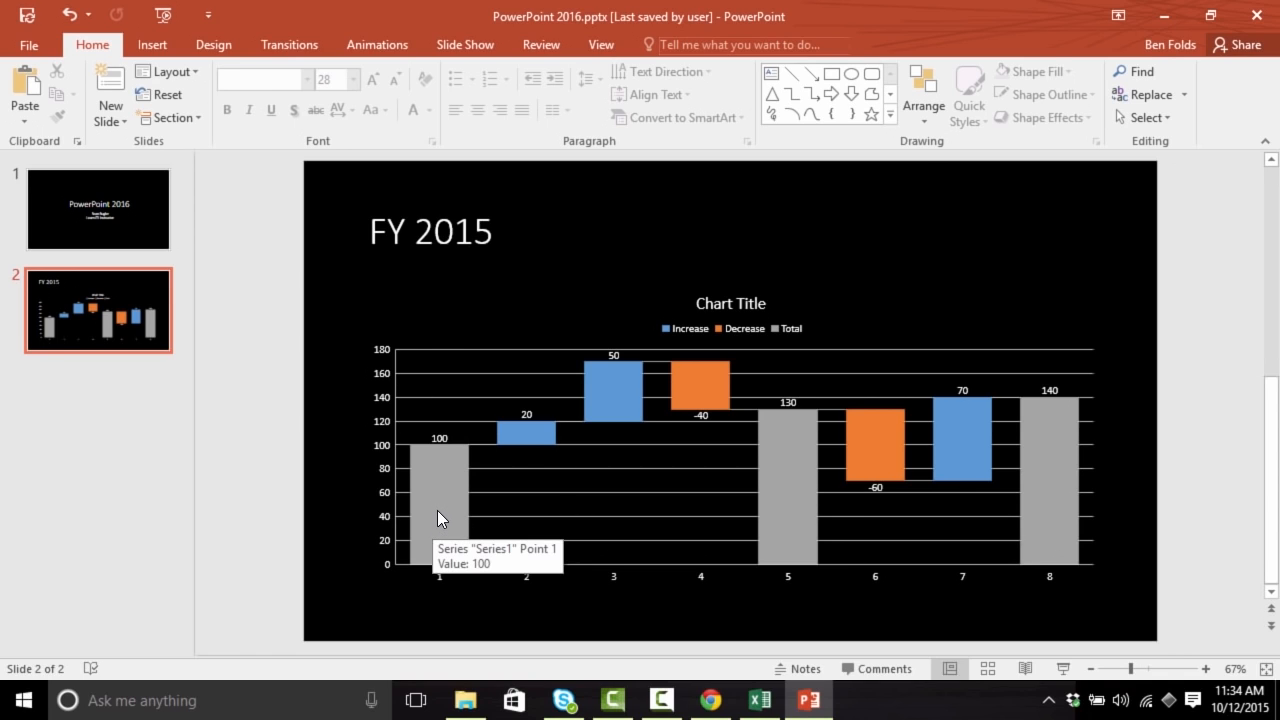 PowerPoint 2016.pptx [Last saved by user] - PowerPoint
File Home Insert Design Transitions Animations Slide Show Review View Tell me what you want to do... Ben Folds Share
Paste
Clipboard
New Slide
Layout
Reset
Section
Slides
28
B I U S abc AV Aa A
Font
Text Direction
Align Text
Convert to SmartArt
Paragraph
Arrange
Quick Styles
Shape Fill
Shape Outline
Shape Effects
Drawing
Find
Replace
Select
Editing
1
PowerPoint 2016
2
FY 2015
FY 2015
Chart Title
Increase Decrease Total
180
160
140
120
100
80
60
40
20
0
100
20
50
-40
130
-60
70
140
Series "Series1" Point 1
Value: 100
1 2 3 4 5 6 7 8
Slide 2 of 2
Notes Comments 67%
Ask me anything
11:34 AM
10/12/2015